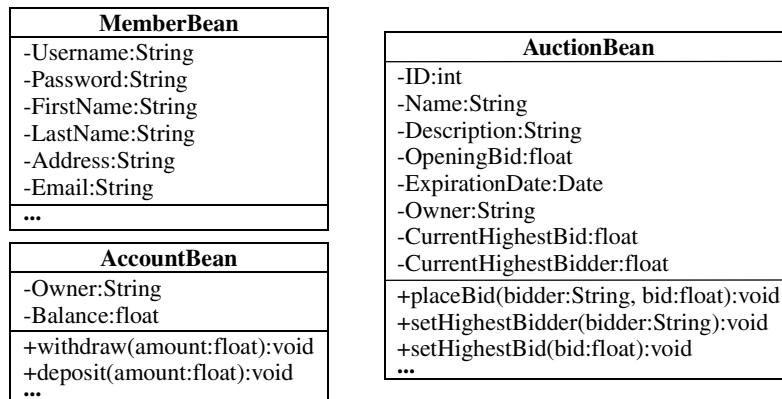 MemberBean
-Username:String
-Password:String
-FirstName:String
-LastName:String
-Address:String
-Email:String
...
AccountBean
-Owner:String
-Balance:float
+withdraw(amount:float):void
+deposit(amount:float):void
...
AuctionBean
-ID:int
-Name:String
-Description:String
-OpeningBid:float
-ExpirationDate:Date
-Owner:String
-CurrentHighestBid:float
-CurrentHighestBidder:float
+placeBid(bidder:String, bid:float):void
+setHighestBidder(bidder:String):void
+setHighestBid(bid:float):void
...